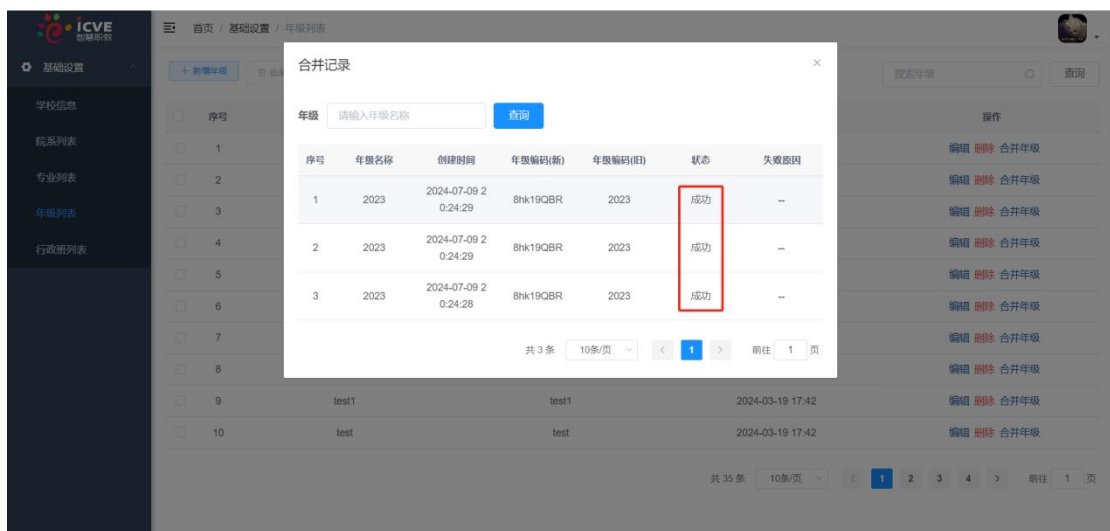 iCVE
智慧职教
首页 / 基础设置 / 年级列表
基础设置
学校信息
院系列表
专业列表
年级列表
行政班列表
+ 新增年级
搜索年级 查询
合并记录 ×
年级 请输入年级名称 查询
序号 年级名称 创建时间 年级编码(新) 年级编码(旧) 状态 失败原因
1 2023 2024-07-09 2 8hk19QBR 2023 成功 --
0:24:29
2 2023 2024-07-09 2 8hk19QBR 2023 成功 --
0:24:29
3 2023 2024-07-09 2 8hk19QBR 2023 成功 --
0:24:28
共 3 条 10条/页 < 1 > 前往 1 页
序号 操作
1 编辑 删除 合并年级
2 编辑 删除 合并年级
3 编辑 删除 合并年级
4 编辑 删除 合并年级
5 编辑 删除 合并年级
6 编辑 删除 合并年级
7 编辑 删除 合并年级
8 编辑 删除 合并年级
9 test1 test1 2024-03-19 17:42 编辑 删除 合并年级
10 test test 2024-03-19 17:42 编辑 删除 合并年级
共 35 条 10条/页 < 1 2 3 4 > 前往 1 页